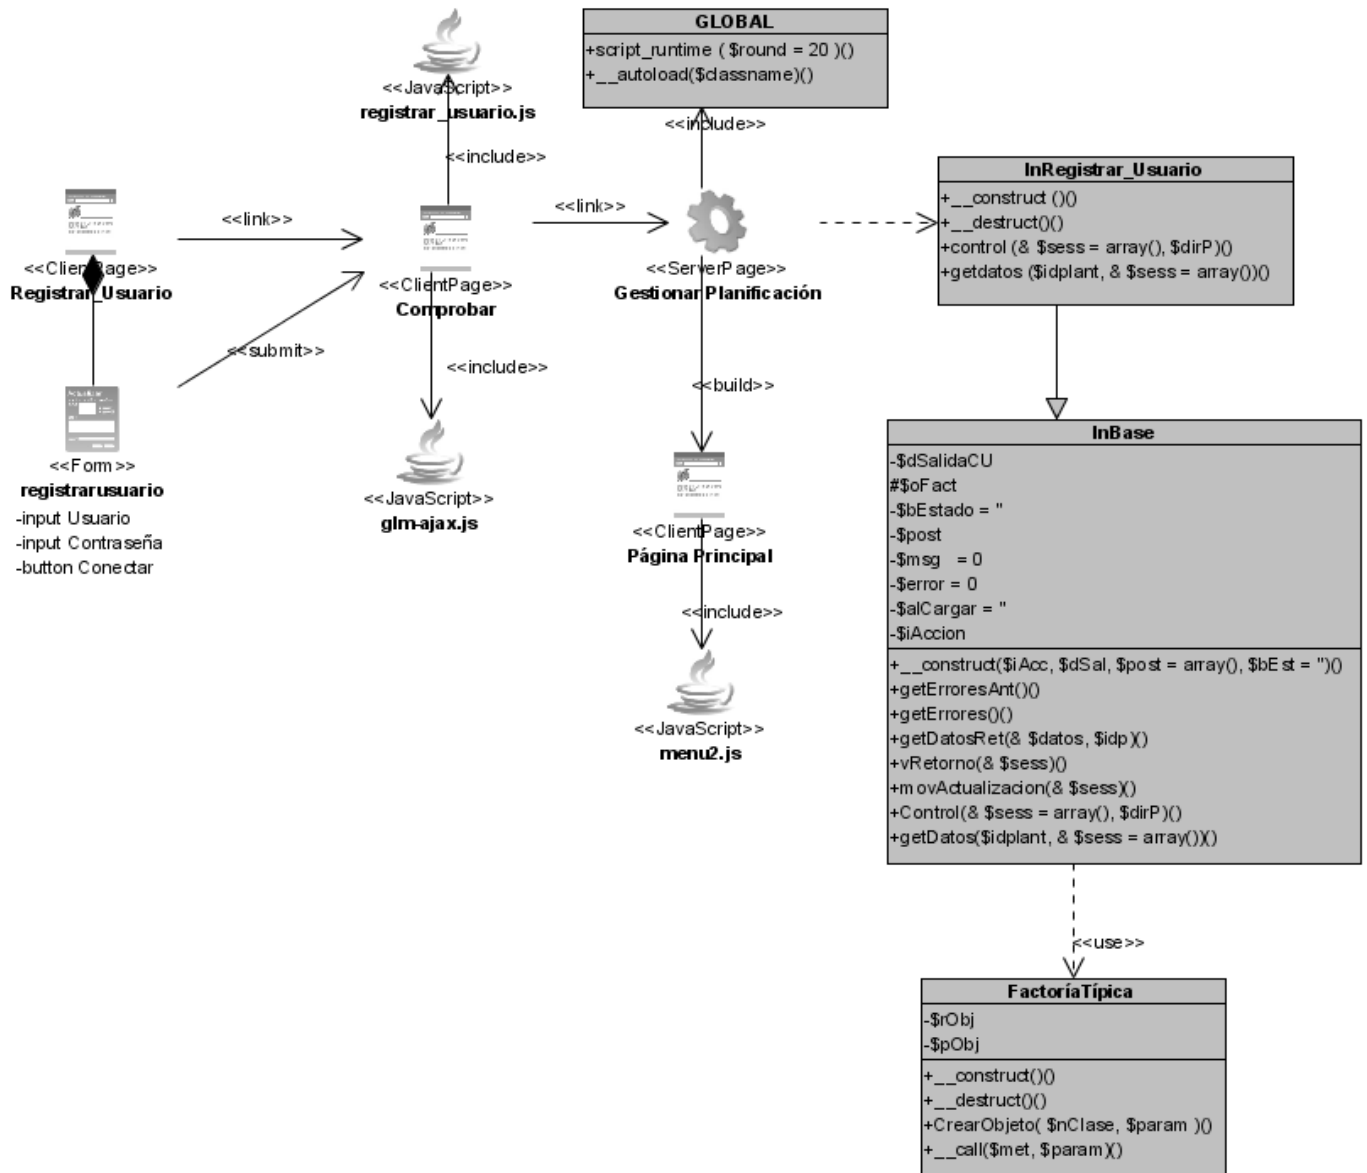 GLOBAL
+script_runtime ( $round = 20 )()
+__autoload($classname)()
<<JavaScript>>
registrar_usuario.js
<<include>>
<<include>>
InRegistrar_Usuario
+__construct ()()
+__destruct()()
+control (& $sess = array(), $dirP)()
+getdatos ($idplant, & $sess = array())()
<<link>>
<<link>>
<<ClientPage>>
Registrar_Usuario
<<ClientPage>>
Comprobar
<<ServerPage>>
Gestionar Planificación
<<submit>>
<<include>>
<<build>>
<<Form>>
registrarusuario
-input Usuario
-input Contraseña
-button Conectar
<<JavaScript>>
glm-ajax.js
<<ClientPage>>
Página Principal
<<include>>
<<JavaScript>>
menu2.js
InBase
-$dSalidaCU
#$oFact
-$bEstado = ''
-$post
-$msg = 0
-$error = 0
-$alCargar = ''
-$iAccion
+__construct($iAcc, $dSal, $post = array(), $bEst = '')()
+getErroresAnt()()
+getErrores()()
+getDatosRet(& $datos, $idp)()
+vRetorno(& $sess)()
+movActualizacion(& $sess)()
+Control(& $sess = array(), $dirP)()
+getDatos($idplant, & $sess = array())()
<<use>>
FactoríaTípica
-$rObj
-$pObj
+__construct()()
+__destruct()()
+CrearObjeto( $nClase, $param )()
+__call($met, $param)()